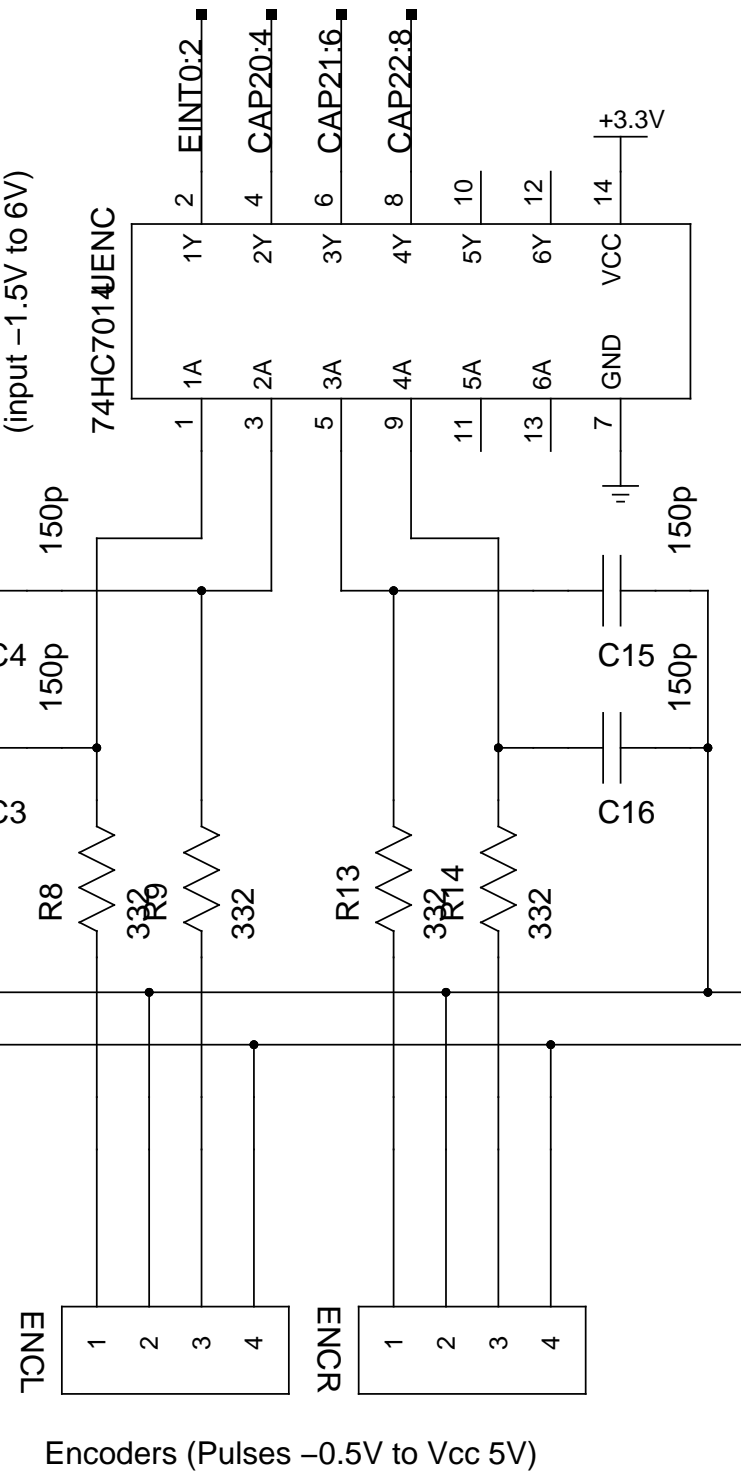 EINT0:2
CAP20:4
CAP21:6
CAP22:8
+3.3V
2
4
6
8
10
12
14
(input −1.5V to 6V)
74HC7014
UENC
1Y
2Y
3Y
4Y
5Y
6Y
VCC
1A
2A
3A
4A
5A
6A
GND
1
3
5
9
11
13
7
150p
150p
C4
150p
C15
150p
C3
C16
R8
332
R9
332
R13
332
R14
332
ENCL
1
2
3
4
ENCR
1
2
3
4
Encoders (Pulses −0.5V to Vcc 5V)